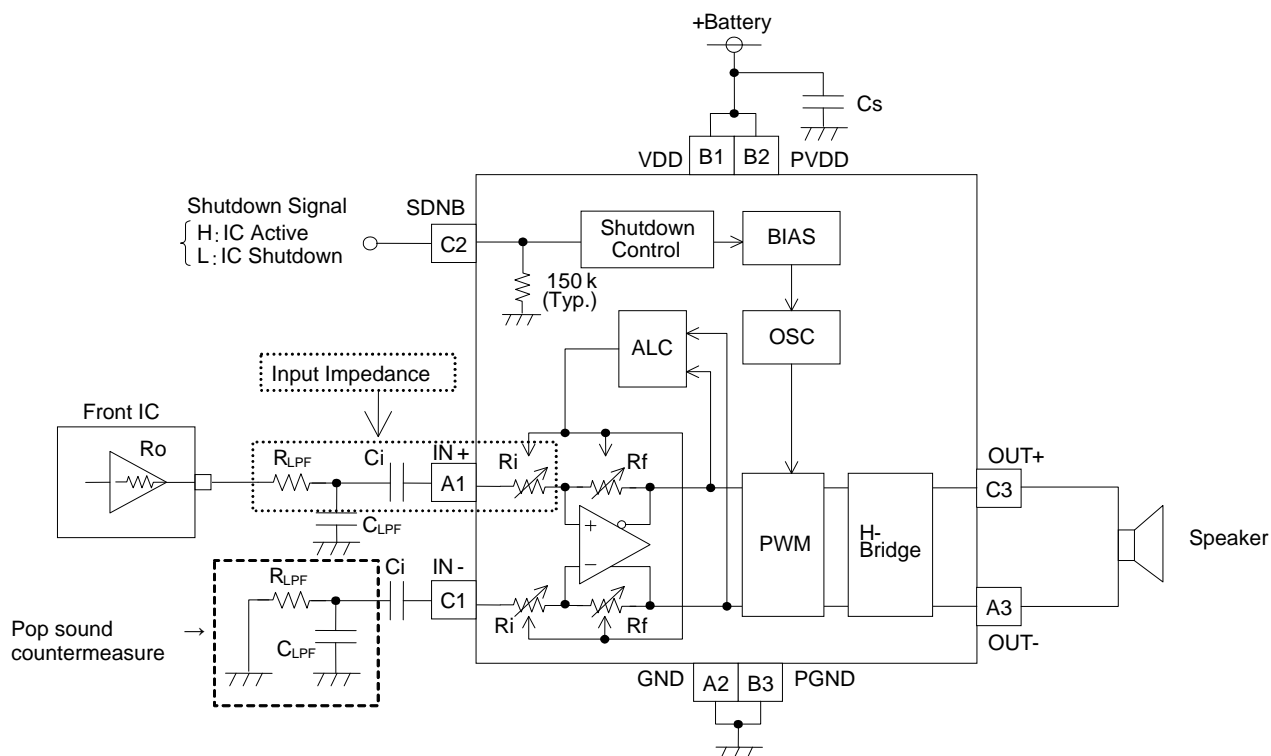 +Battery
Cs
VDD
B1
B2
PVDD
Shutdown Signal
H: IC Active
L: IC Shutdown
SDNB
C2
Shutdown
Control
BIAS
150 k
(Typ.)
ALC
OSC
Input Impedance
Front IC
Ro
RLPF
Ci
IN +
A1
Ri
Rf
OUT+
C3
CLPF
+
−
PWM
H-
Bridge
Speaker
RLPF
Ci
IN -
C1
Ri
Rf
A3
OUT-
Pop sound
countermeasure
→
CLPF
GND
A2
B3
PGND